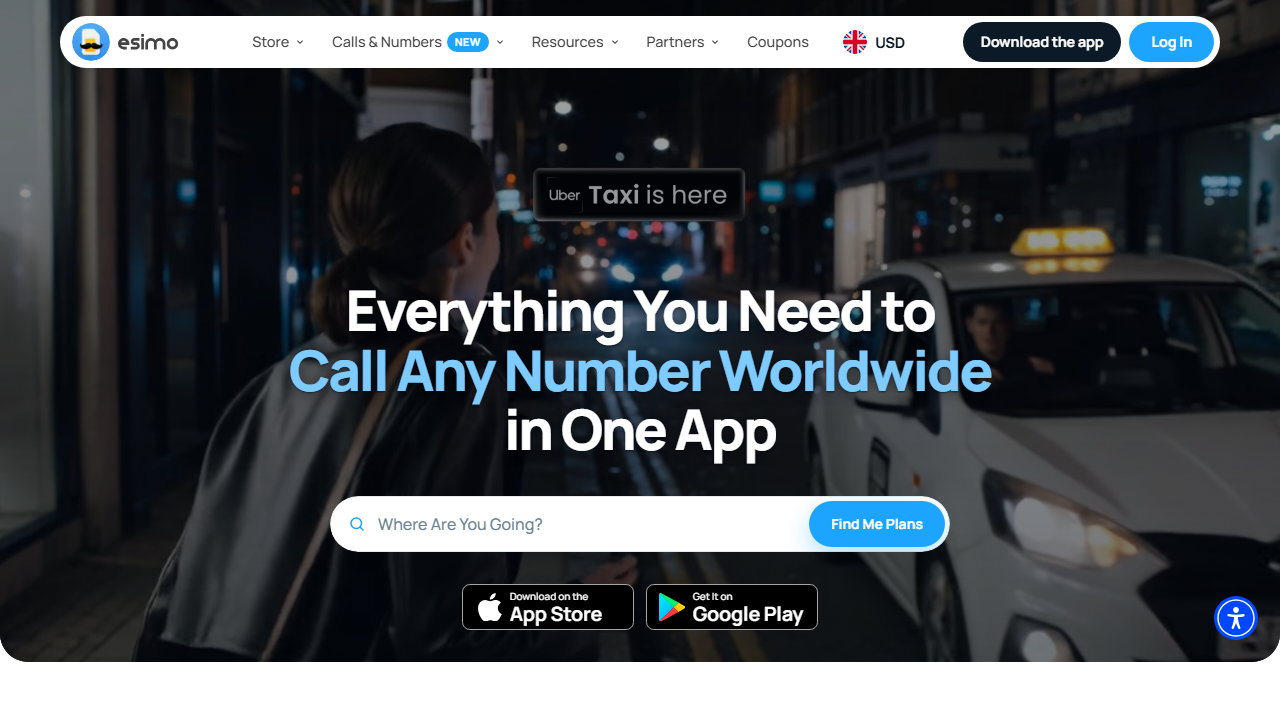 esimo
Store
Calls & Numbers NEW
Resources
Partners
Coupons
USD
Download the app
Log In
Uber Taxi is here
Everything You Need to
Call Any Number Worldwide
in One App
Where Are You Going?
Find Me Plans
Download on the
App Store
Get It on
Google Play